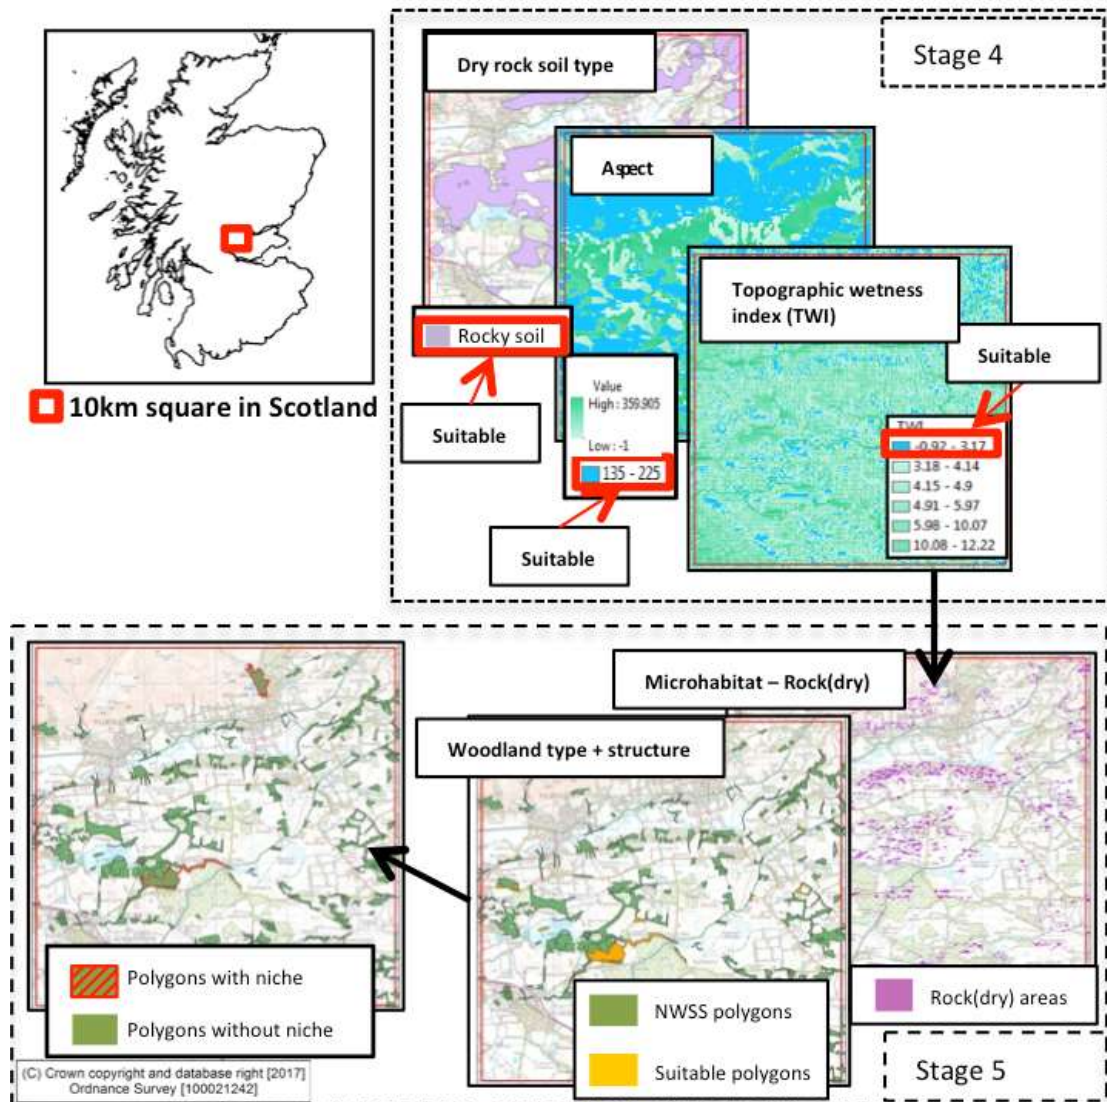 Stage 4
Dry rock soil type
Aspect
Topographic wetness
index (TWI)
Suitable
Rocky soil
Value
High : 359.905
Low : -1
135 - 225
TWI
-0.92 - 3.17
3.18 - 4.14
4.15 - 4.9
4.91 - 5.97
5.98 - 10.07
10.08 - 12.22
10km square in Scotland
Suitable
Suitable
Microhabitat – Rock(dry)
Woodland type + structure
Polygons with niche
Polygons without niche
NWSS polygons
Suitable polygons
Rock(dry) areas
Stage 5
(C) Crown copyright and database right [2017]
Ordnance Survey [100021242]